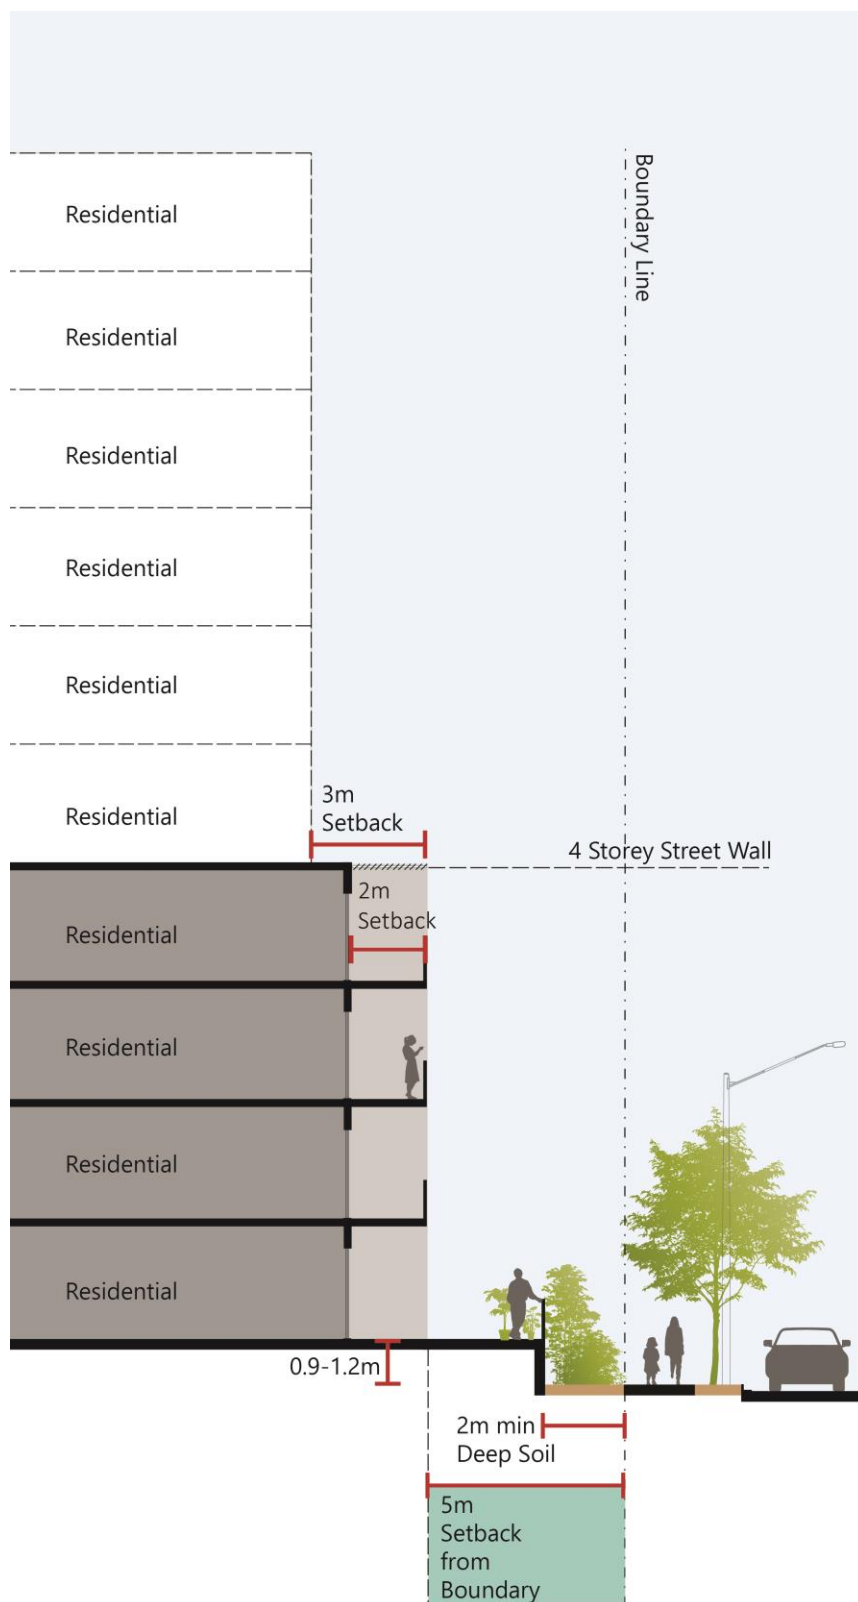 Boundary Line
Residential
Residential
Residential
Residential
Residential
Residential
3m
Setback
4 Storey Street Wall
2m
Setback
Residential
Residential
Residential
Residential
0.9-1.2m
2m min
Deep Soil
5m
Setback
from
Boundary